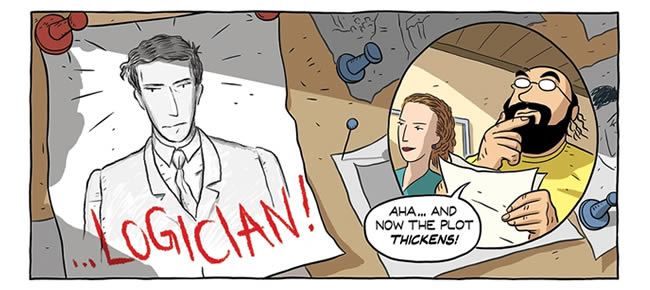 ...LOGICIAN!
AHA... AND
NOW THE PLOT
THICKENS!